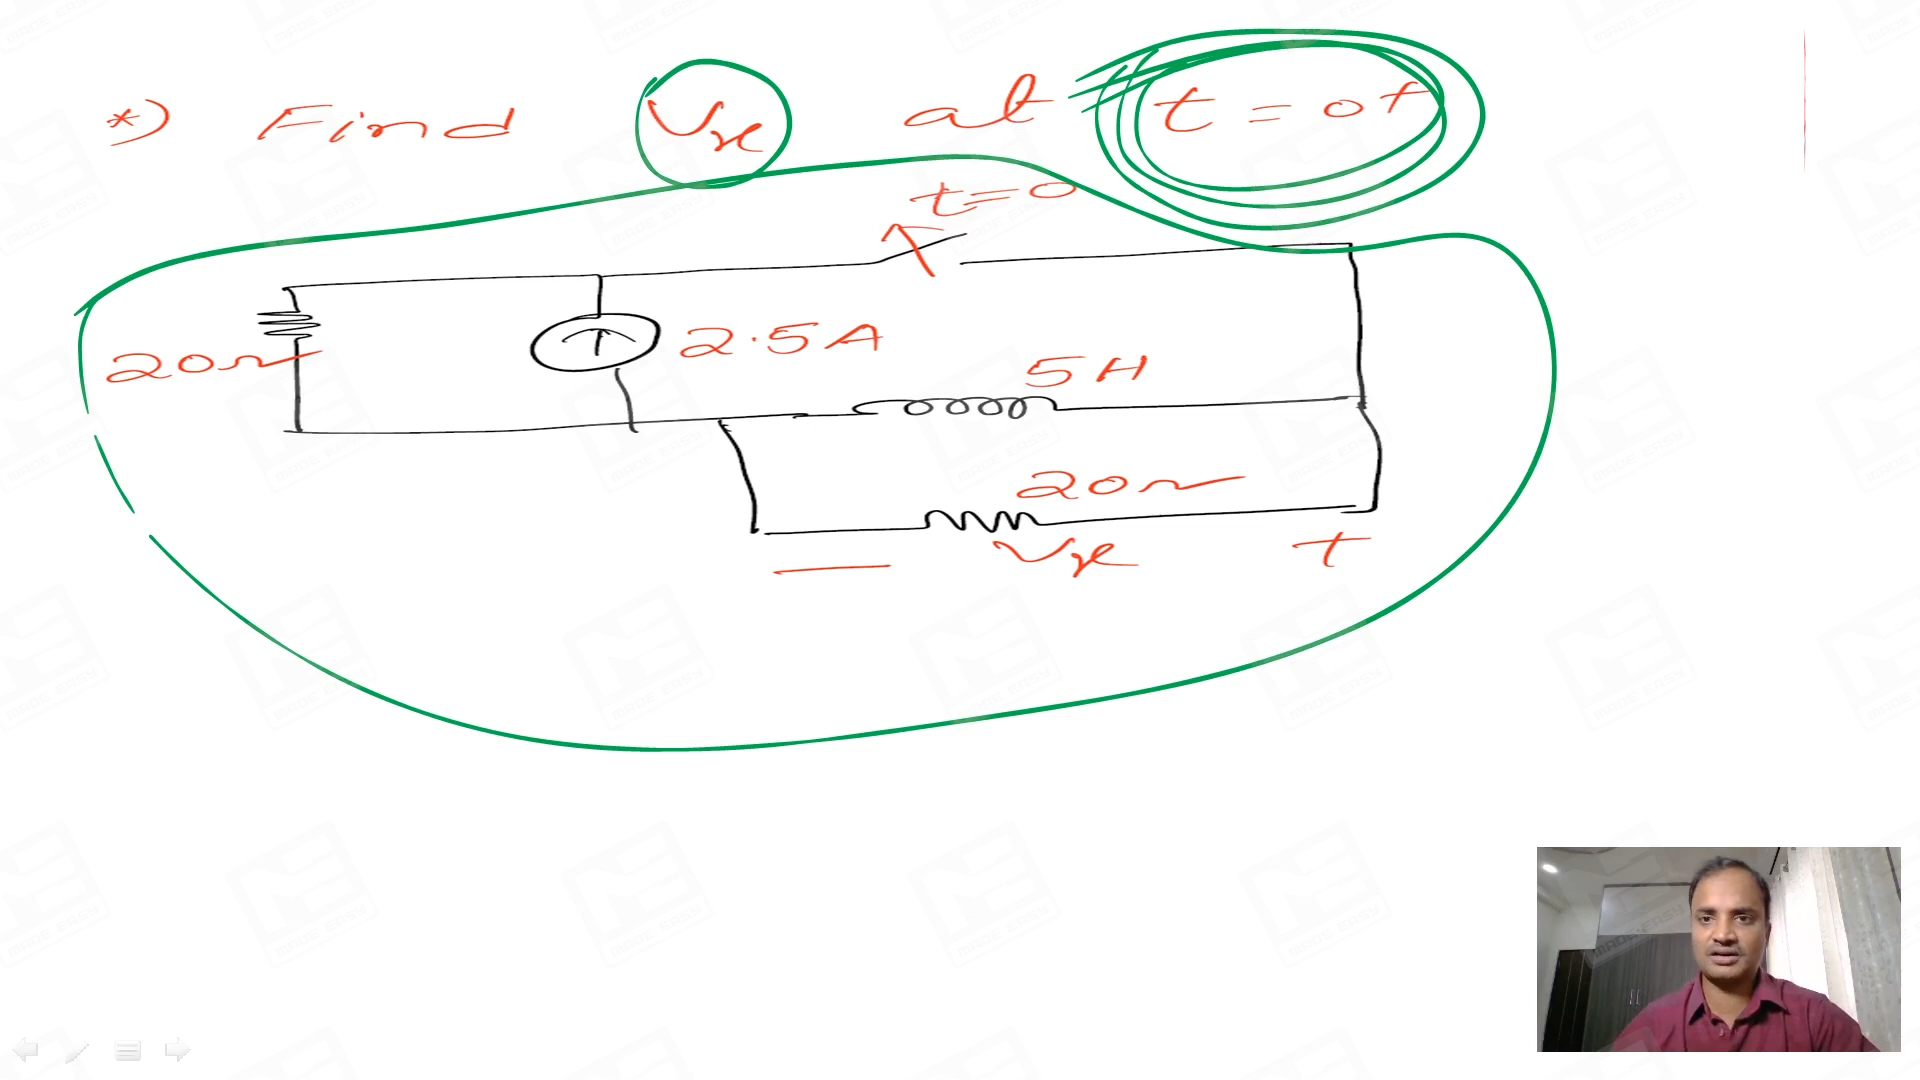 *) Find Vx at t = 0+
t=0
2.5A
20Ω
5H
20Ω
— Vx +